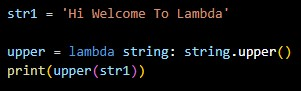 str1 = 'Hi Welcome To Lambda'
upper = lambda string: string.upper()
print(upper(str1))